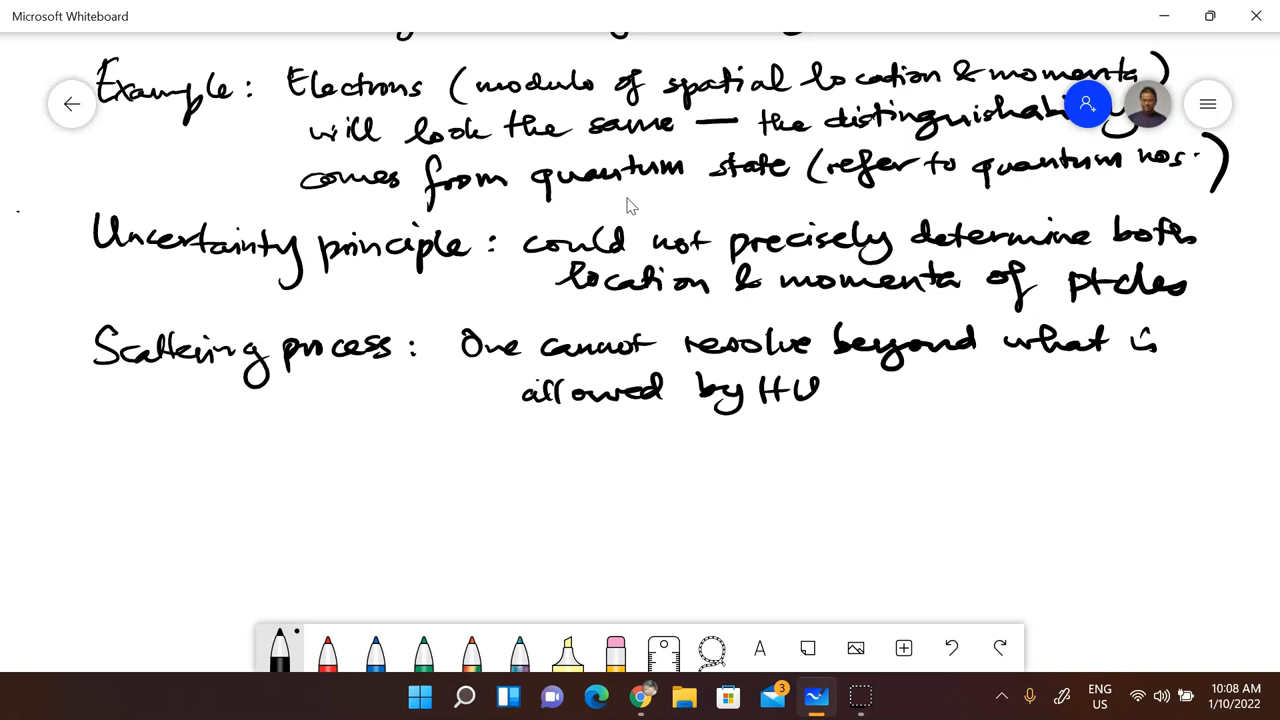 Microsoft Whiteboard
Example: Electrons (modulo of spatial location & momenta)
will look the same — the distinguishability
comes from quantum state (refer to quantum nos.)
Uncertainty principle: could not precisely determine both
location & momenta of ptcles
Scattering process: One cannot resolve beyond what is
allowed by HU
A
3
ENG
US
10:08 AM
1/10/2022